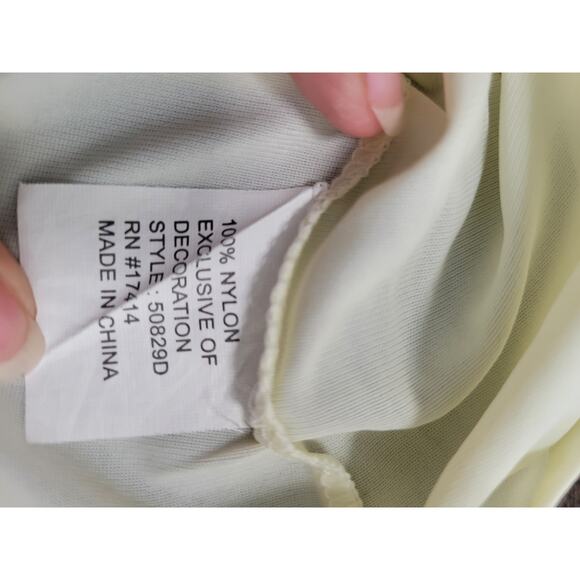 100% NYLON
EXCLUSIVE OF
DECORATION
STYLE : 50829D
RN #17414
MADE IN CHINA